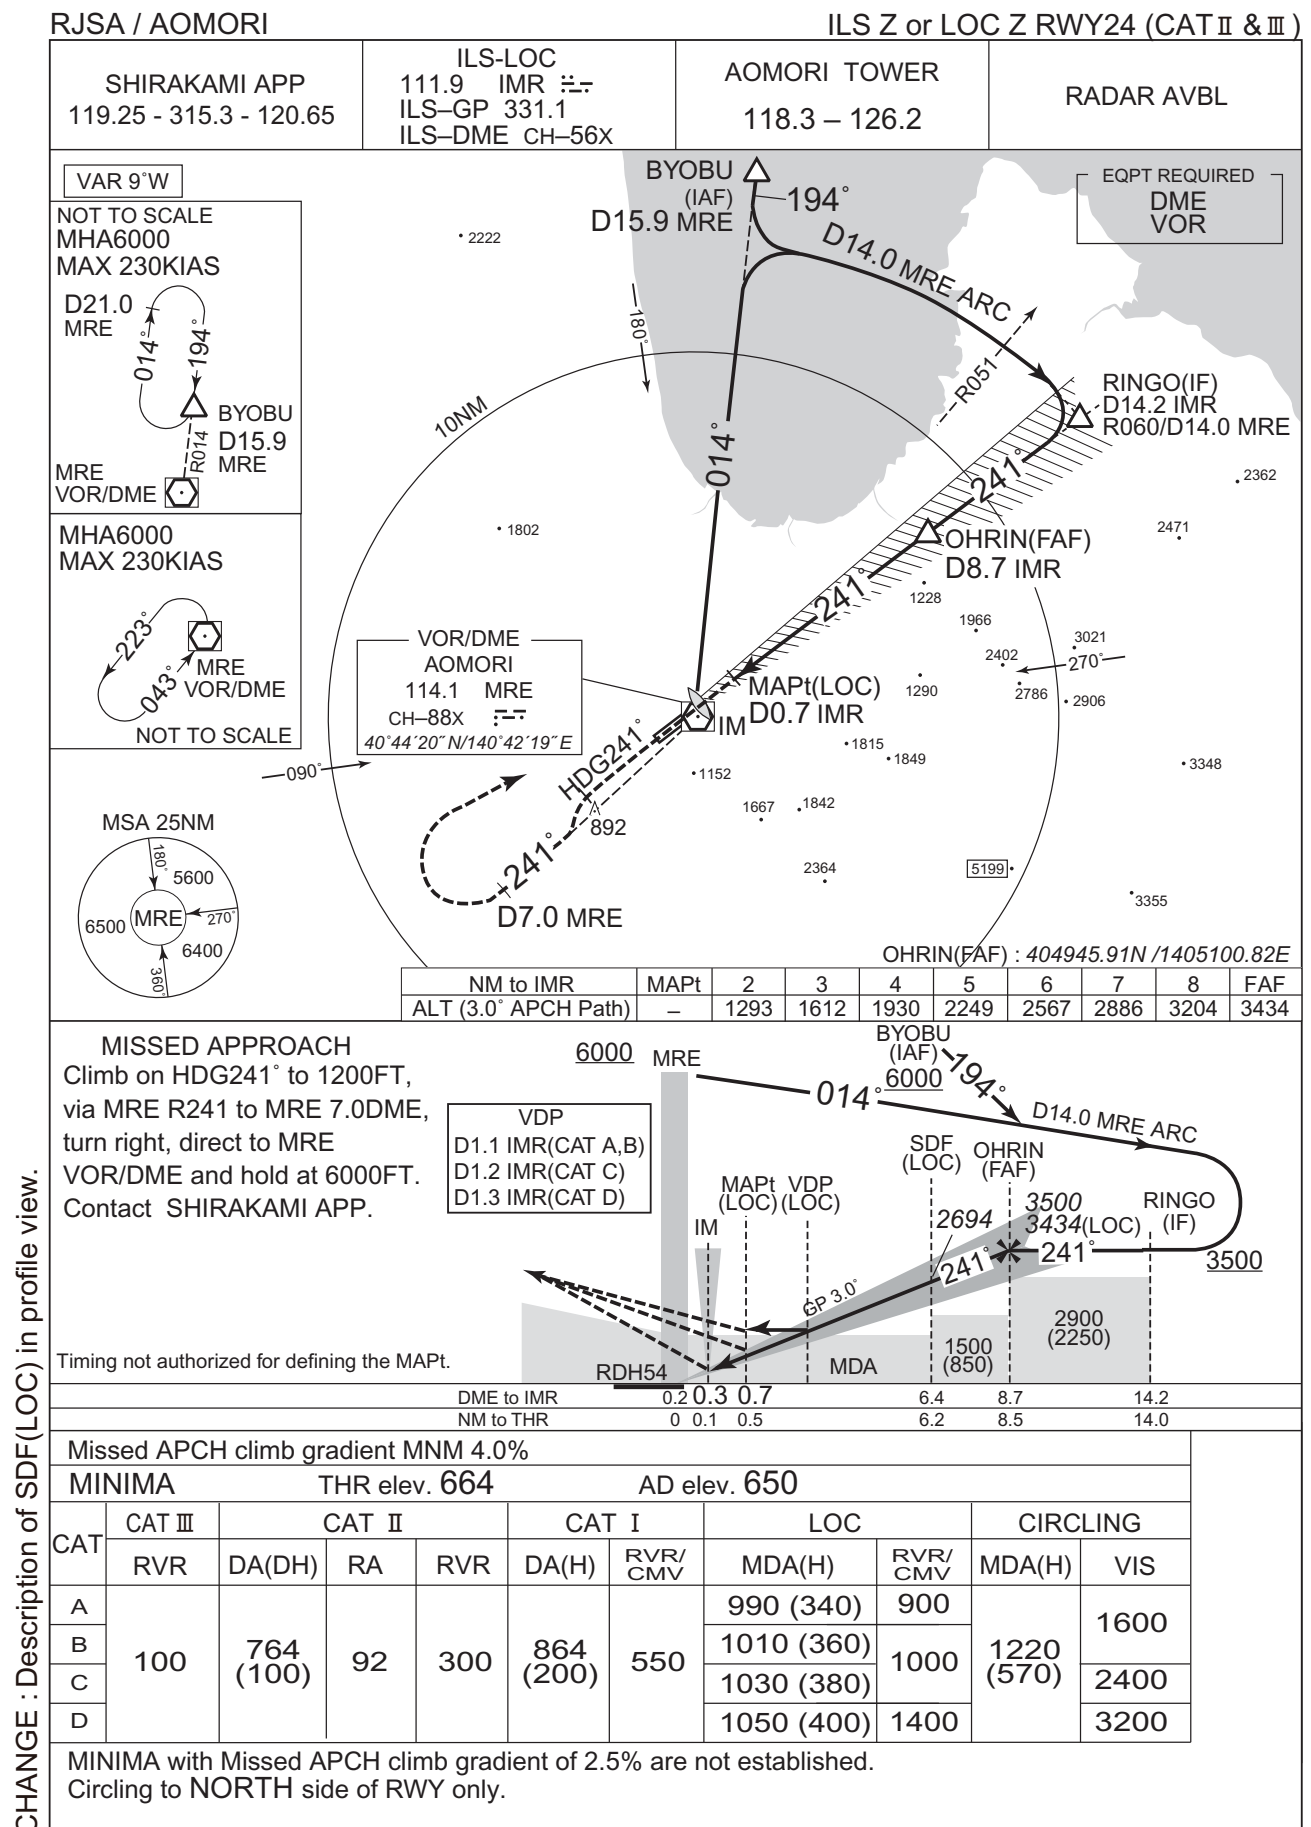 RJSA / AOMORI
ILS Z or LOC Z RWY24 (CAT Ⅱ & Ⅲ)
SHIRAKAMI APP
119.25 - 315.3 - 120.65
ILS-LOC
111.9 IMR
ILS–GP 331.1
ILS–DME CH–56X
AOMORI TOWER
118.3 – 126.2
RADAR AVBL
VAR 9˚W
NOT TO SCALE
MHA6000
MAX 230KIAS
D21.0
MRE
014˚
194˚
BYOBU
D15.9
MRE
R014
MRE
VOR/DME
MHA6000
MAX 230KIAS
223˚
043˚
MRE
VOR/DME
NOT TO SCALE
BYOBU
(IAF)
D15.9 MRE
194˚
D14.0 MRE ARC
EQPT REQUIRED
DME
VOR
2222
180˚
R051
10NM
014˚
RINGO(IF)
D14.2 IMR
R060/D14.0 MRE
241˚
2362
1802
2471
OHRIN(FAF)
D8.7 IMR
241˚
1228
1966
3021
2402
270˚
1290
2786
2906
VOR/DME
AOMORI
114.1 MRE
CH–88X
40˚44´20˝N/140˚42´19˝E
MAPt(LOC)
D0.7 IMR
IM
HDG241˚
1815
1849
3348
090˚
1152
1667
1842
892
241˚
2364
5199
3355
D7.0 MRE
MSA 25NM
180˚
5600
6500
MRE
270˚
6400
360˚
OHRIN(FAF) : 404945.91N /1405100.82E
NM to IMR MAPt 2 3 4 5 6 7 8 FAF
ALT (3.0˚ APCH Path) – 1293 1612 1930 2249 2567 2886 3204 3434
MISSED APPROACH
Climb on HDG241˚ to 1200FT,
via MRE R241 to MRE 7.0DME,
turn right, direct to MRE
VOR/DME and hold at 6000FT.
Contact SHIRAKAMI APP.
6000
MRE
BYOBU
(IAF)
6000
194˚
014˚
D14.0 MRE ARC
VDP
D1.1 IMR(CAT A,B)
D1.2 IMR(CAT C)
D1.3 IMR(CAT D)
SDF
(LOC)
OHRIN
(FAF)
MAPt
(LOC)
VDP
(LOC)
IM
2694
3500
3434(LOC)
RINGO
(IF)
241˚
241˚
3500
GP 3.0˚
2900
(2250)
1500
(850)
MDA
Timing not authorized for defining the MAPt.
RDH54
DME to IMR 0.2 0.3 0.7 6.4 8.7 14.2
NM to THR 0 0.1 0.5 6.2 8.5 14.0
Missed APCH climb gradient MNM 4.0%
MINIMA THR elev. 664 AD elev. 650
CAT CAT Ⅲ CAT Ⅱ CAT Ⅰ LOC CIRCLING
RVR DA(DH) RA RVR DA(H) RVR/CMV MDA(H) RVR/CMV MDA(H) VIS
A 990 (340) 900 1600
B 1010 (360)
100 764 (100) 92 300 864 (200) 550 1000 1220 (570)
C 1030 (380) 2400
D 1050 (400) 1400 3200
MINIMA with Missed APCH climb gradient of 2.5% are not established.
Circling to NORTH side of RWY only.
CHANGE : Description of SDF(LOC) in profile view.